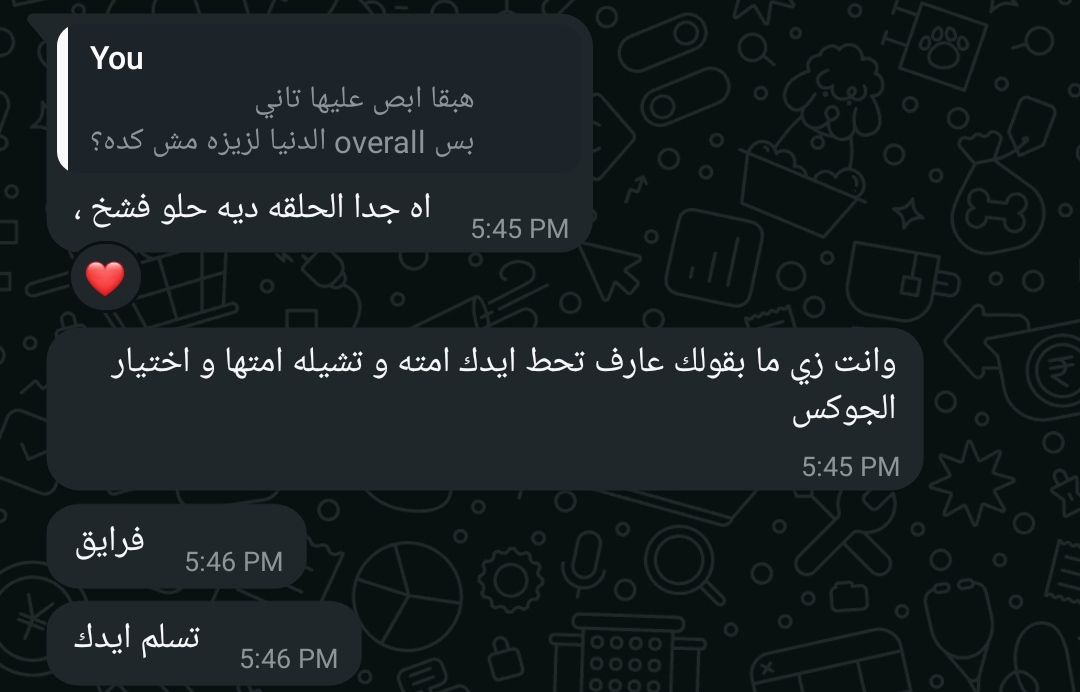 You
هبقا ابص عليها تاني
بس overall الدنيا لزيزه مش كده؟
اه جدا الحلقه ديه حلو فشخ ،
5:45 PM
وانت زي ما بقولك عارف تحط ايدك امته و تشيله امتها و اختيار
الجوكس
5:45 PM
فرايق
5:46 PM
تسلم ايدك
5:46 PM